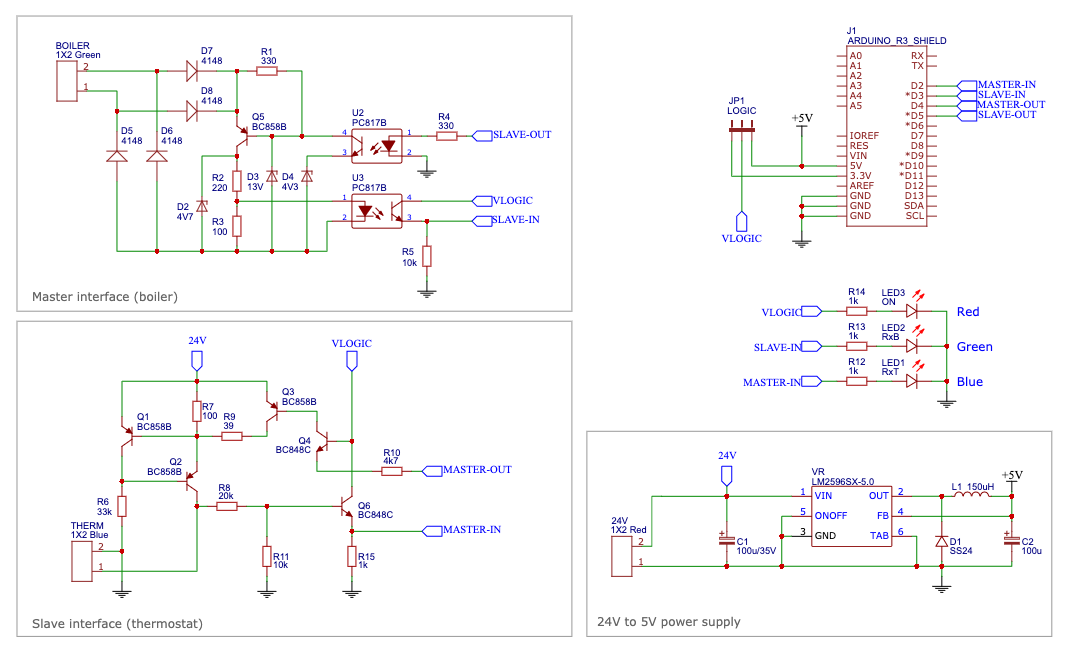 BOILER
1X2 Green
2
1
D7
4148
D8
4148
D5
4148
D6
4148
R1
330
Q5
BC858B
R2
220
D3
13V
D4
4V3
D2
4V7
R3
100
U2
PC817B
4
3
1
2
R4
330
SLAVE-OUT
U3
PC817B
1
2
4
3
VLOGIC
SLAVE-IN
R5
10k
Master interface (boiler)
J1
ARDUINO_R3_SHIELD
A0
A1
A2
A3
A4
A5
IOREF
RES
VIN
5V
3.3V
AREF
GND
GND
GND
RX
TX
D2
*D3
D4
*D5
*D6
D7
D8
*D9
*D10
*D11
D12
D13
SDA
SCL
MASTER-IN
SLAVE-IN
MASTER-OUT
SLAVE-OUT
JP1
LOGIC
+5V
VLOGIC
VLOGIC
R14
1k
LED3
ON
Red
SLAVE-IN
R13
1k
LED2
RxB
Green
MASTER-IN
R12
1k
LED1
RxT
Blue
24V
VLOGIC
Q1
BC858B
R7
100
R9
39
Q3
BC858B
Q4
BC848C
Q2
BC858B
R10
4k7
MASTER-OUT
R6
33k
R8
20k
Q6
BC848C
MASTER-IN
THERM
1X2 Blue
2
1
R11
10k
R15
1k
Slave interface (thermostat)
24V
24V
1X2 Red
2
1
C1
100u/35V
VR
LM2596SX-5.0
1
VIN
5
ONOFF
3
GND
OUT
2
FB
4
TAB
6
L1 150uH
+5V
D1
SS24
C2
100u
24V to 5V power supply